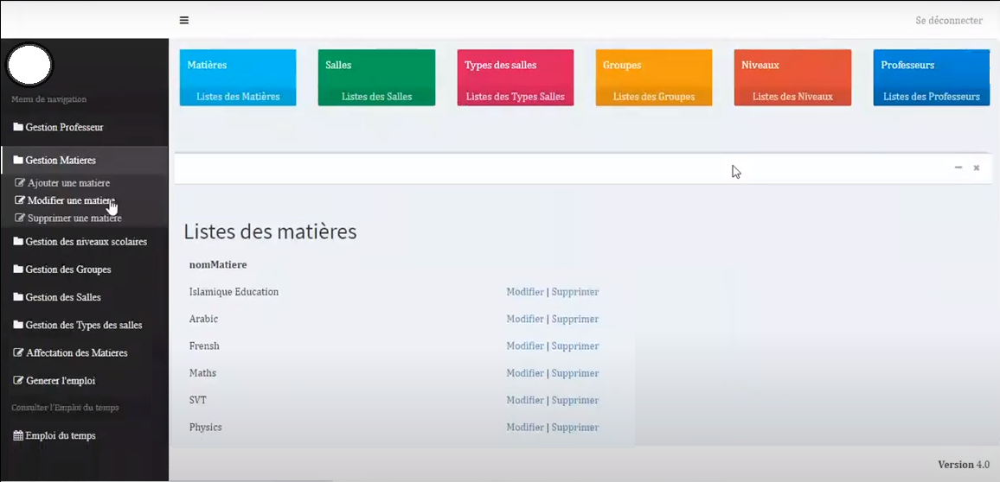 Se déconnecter
Matières
Listes des Matières
Salles
Listes des Salles
Types des salles
Listes des Types Salles
Groupes
Listes des Groupes
Niveaux
Listes des Niveaux
Professeurs
Listes des Professeurs
Menu de navigation
Gestion Professeur
Gestion Matieres
Ajouter une matiere
Modifier une matiere
Supprimer une matiere
Gestion des niveaux scolaires
Gestion des Groupes
Gestion des Salles
Gestion des Types des salles
Affectation des Matieres
Generer l'emploi
Consulter l'Emploi du temps
Emploi du temps
Listes des matières
nomMatiere
Islamique Education Modifier | Supprimer
Arabic Modifier | Supprimer
Frensh Modifier | Supprimer
Maths Modifier | Supprimer
SVT Modifier | Supprimer
Physics Modifier | Supprimer
Version 4.0